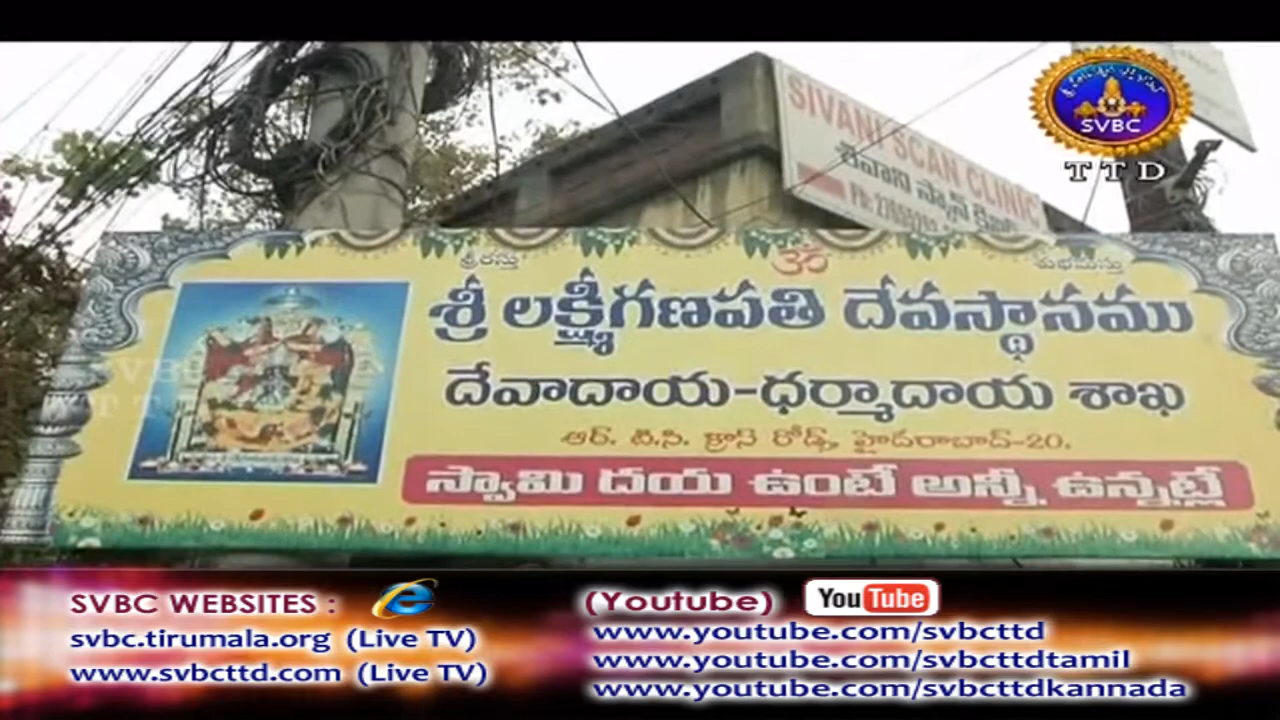 SVBC
T T D
SIVANI SCAN CLINIC
శివాని స్కాన్ క్లినిక్
శ్రీరస్తు
ॐ
శుభమస్తు
శ్రీ లక్ష్మీగణపతి దేవస్థానము
దేవాదాయ-ధర్మాదాయ శాఖ
ఆర్. టి.సి. క్రాస్ రోడ్స్, హైదరాబాద్-20.
స్వామి దయ ఉంటే అన్నీ ఉన్నట్లే
SVBC
T T D
SVBC WEBSITES :
svbc.tirumala.org (Live TV)
www.svbcttd.com (Live TV)
(Youtube) YouTube
www.youtube.com/svbcttd
www.youtube.com/svbcttdtamil
www.youtube.com/svbcttdkannada